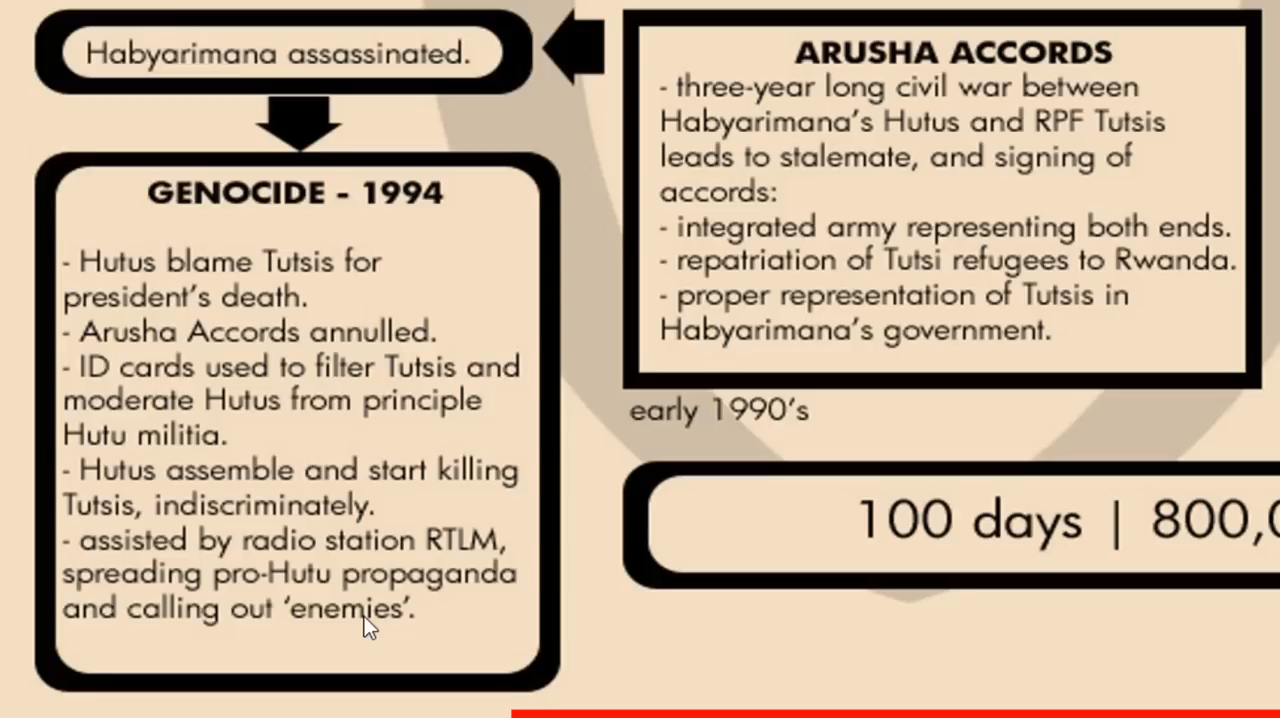 Habyarimana assassinated.
GENOCIDE - 1994
- Hutus blame Tutsis for
president's death.
- Arusha Accords annulled.
- ID cards used to filter Tutsis and
moderate Hutus from principle
Hutu militia.
- Hutus assemble and start killing
Tutsis, indiscriminately.
- assisted by radio station RTLM,
spreading pro-Hutu propaganda
and calling out 'enemies'.
ARUSHA ACCORDS
- three-year long civil war between
Habyarimana's Hutus and RPF Tutsis
leads to stalemate, and signing of
accords:
- integrated army representing both ends.
- repatriation of Tutsi refugees to Rwanda.
- proper representation of Tutsis in
Habyarimana's government.
early 1990's
100 days | 800,